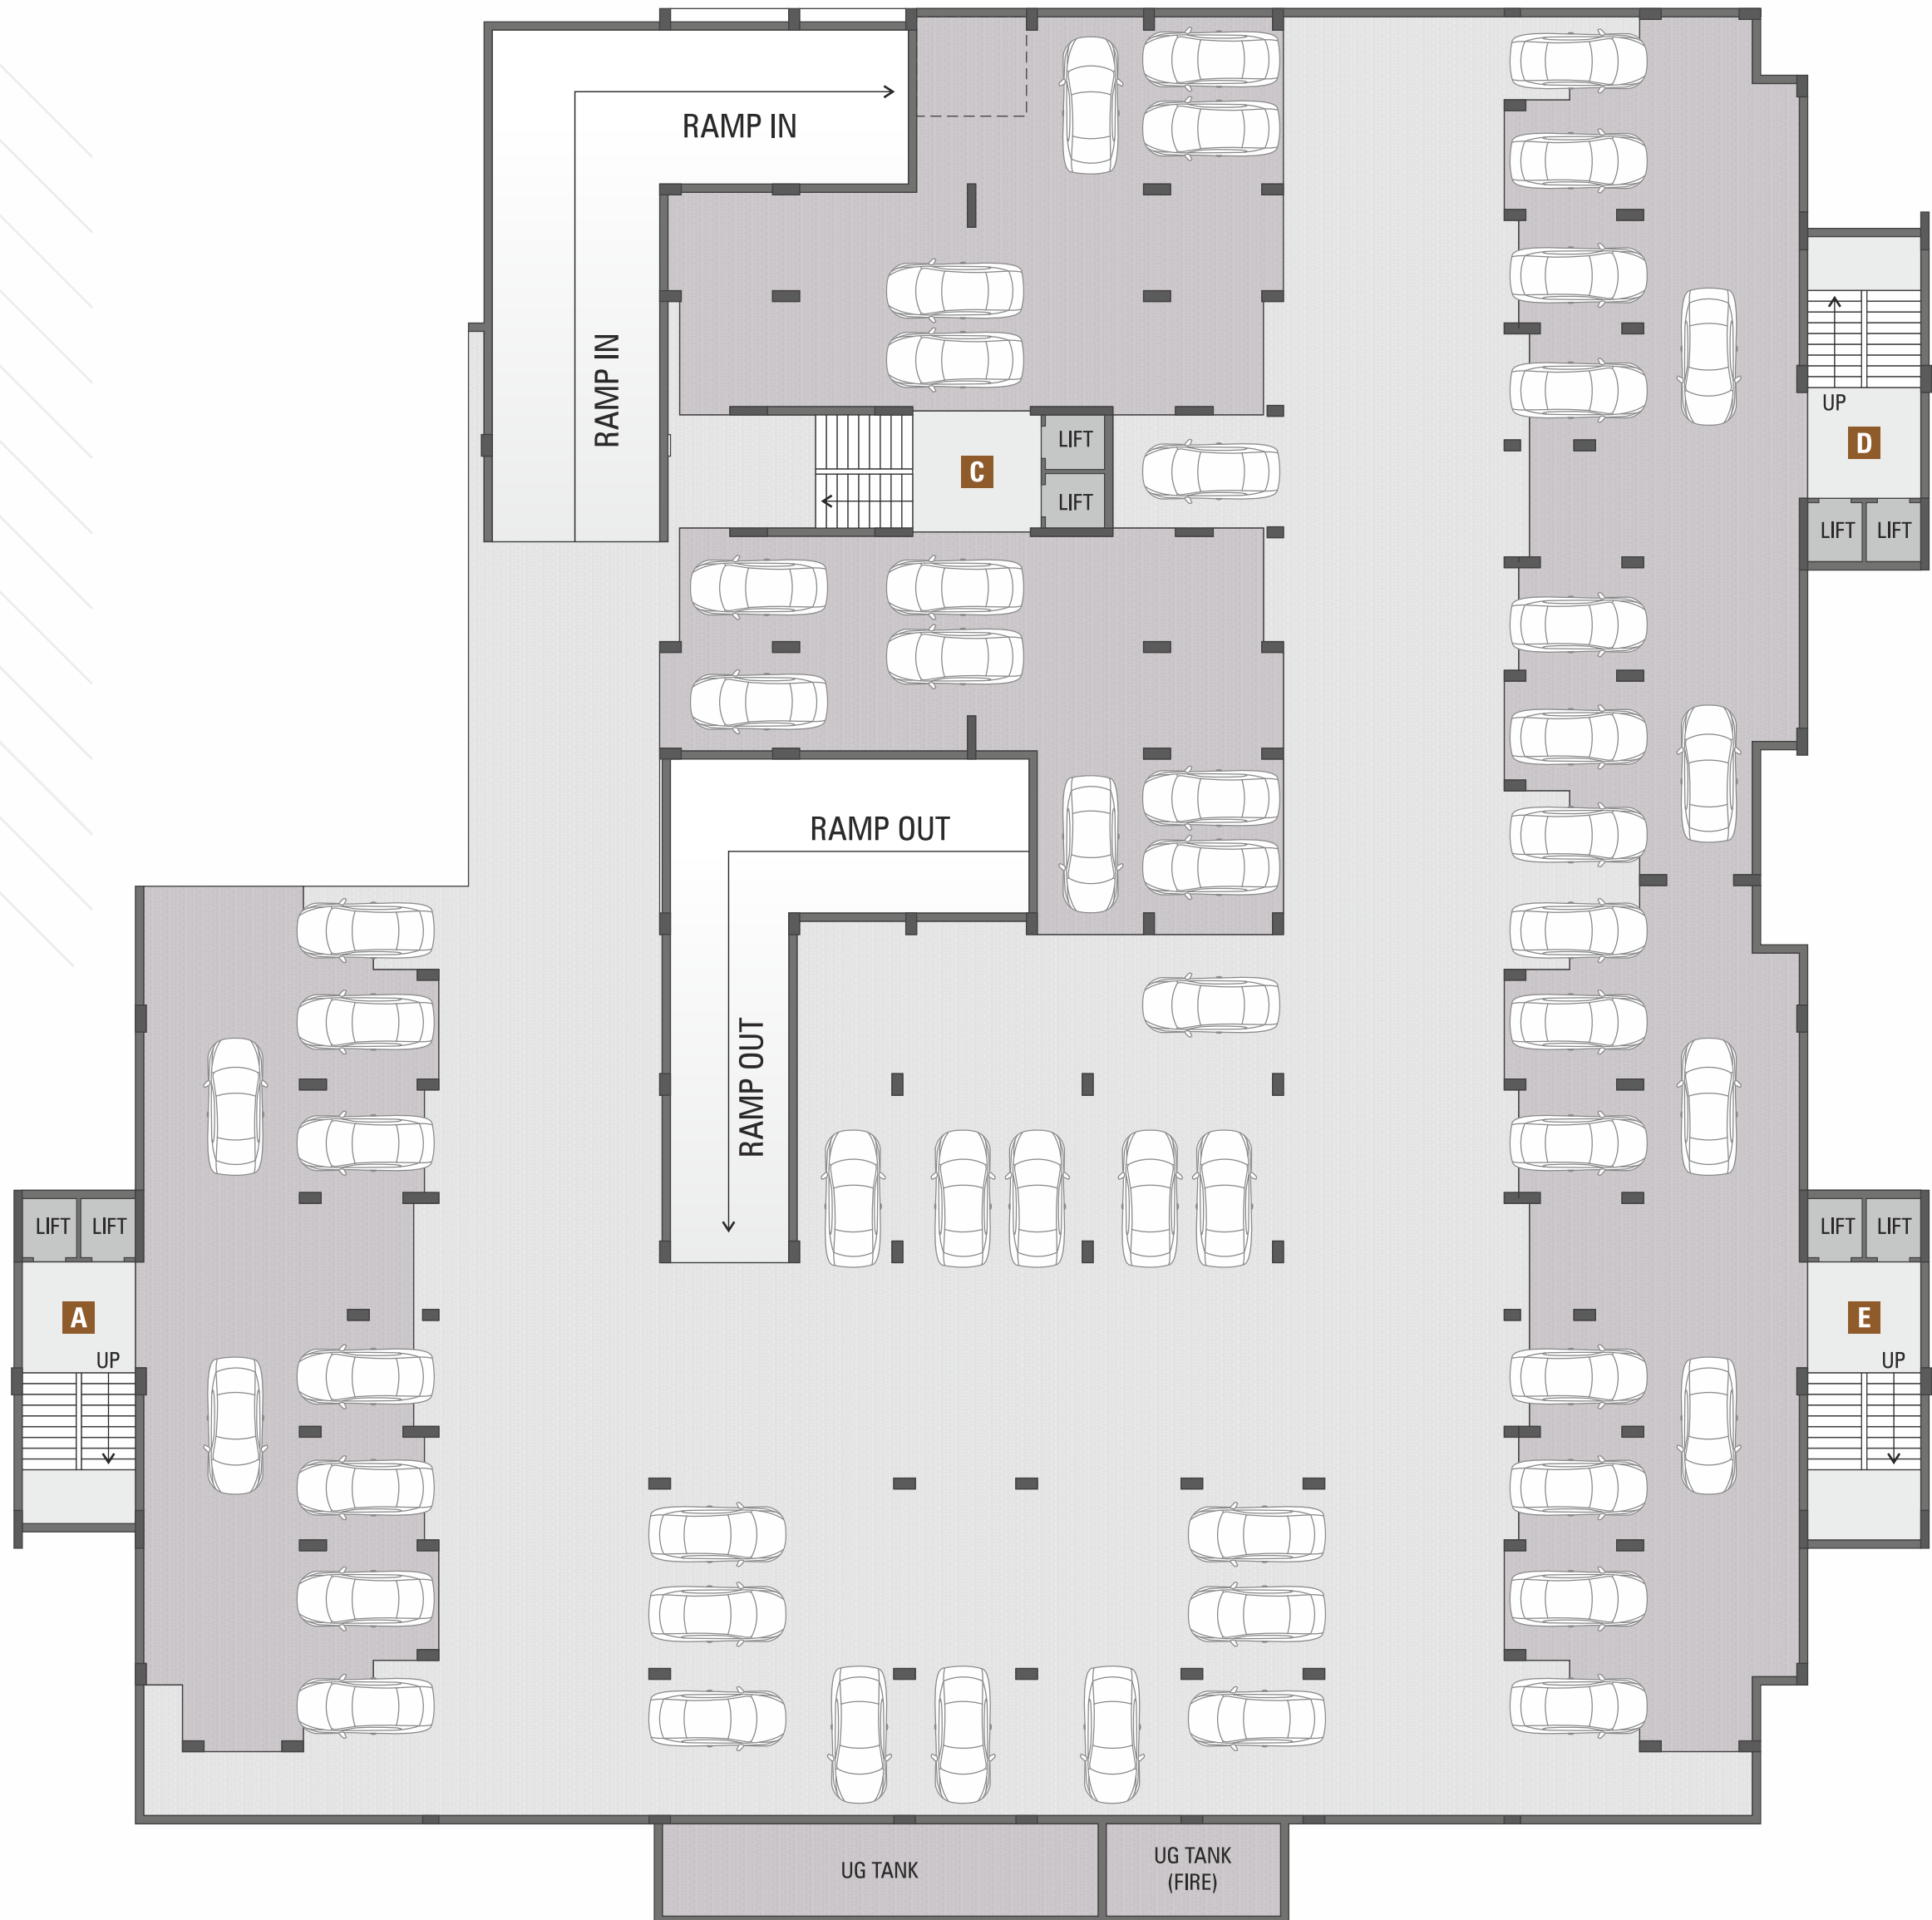 RAMP IN
RAMP IN
UP
LIFT
C
D
LIFT
LIFT
LIFT
RAMP OUT
RAMP OUT
LIFT
LIFT
LIFT
LIFT
A
E
UP
UP
UG TANK
UG TANK
(FIRE)